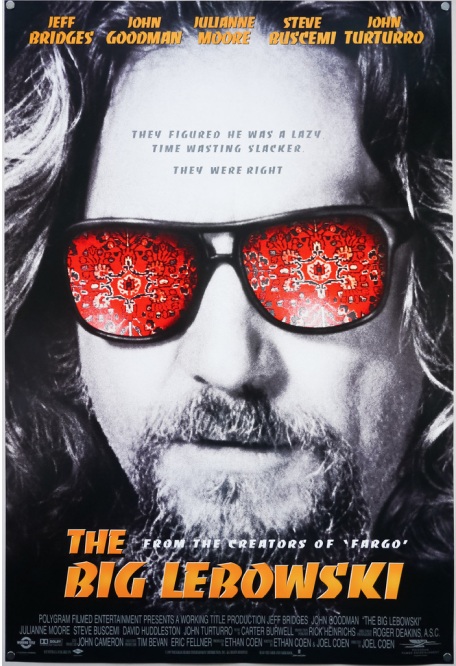 JEFF BRIDGES JOHN GOODMAN JULIANNE MOORE STEVE BUSCEMI JOHN TURTURRO
THEY FIGURED HE WAS A LAZY
TIME WASTING SLACKER.
THEY WERE RIGHT
THE
FROM THE CREATORS OF 'FARGO'
BIG LEBOWSKI
POLYGRAM FILMED ENTERTAINMENT PRESENTS A WORKING TITLE PRODUCTION JEFF BRIDGES JOHN GOODMAN "THE BIG LEBOWSKI"
JULIANNE MOORE STEVE BUSCEMI DAVID HUDDLESTON JOHN TURTURRO CARTER BURWELL RICK HEINRICHS ROGER DEAKINS, A.S.C.
JOHN CAMERON TIM BEVAN ERIC FELLNER ETHAN COEN ETHAN COEN & JOEL COEN JOEL COEN